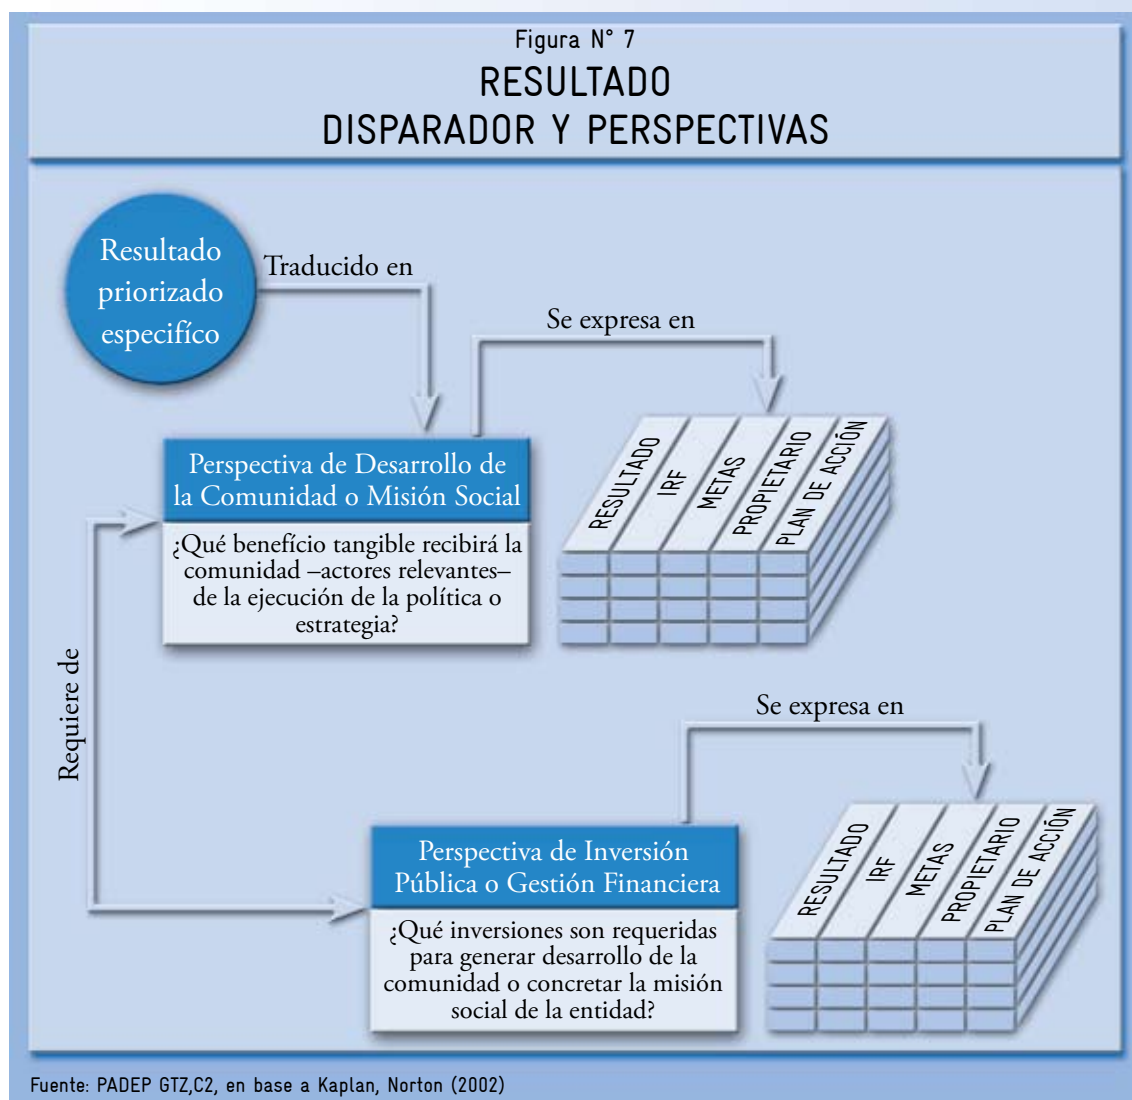 Figura N° 7
RESULTADO
DISPARADOR Y PERSPECTIVAS
Resultado
priorizado
especifíco
Traducido en
Se expresa en
Perspectiva de Desarrollo de
la Comunidad o Misión Social
¿Qué benefício tangible recibirá la
comunidad –actores relevantes–
de la ejecución de la política o
estrategia?
RESULTADO
IRF
METAS
PROPIETARIO
PLAN DE ACCIÓN
Requiere de
Se expresa en
Perspectiva de Inversión
Pública o Gestión Financiera
¿Qué inversiones son requeridas
para generar desarrollo de la
comunidad o concretar la misión
social de la entidad?
RESULTADO
IRF
METAS
PROPIETARIO
PLAN DE ACCIÓN
Fuente: PADEP GTZ,C2, en base a Kaplan, Norton (2002)